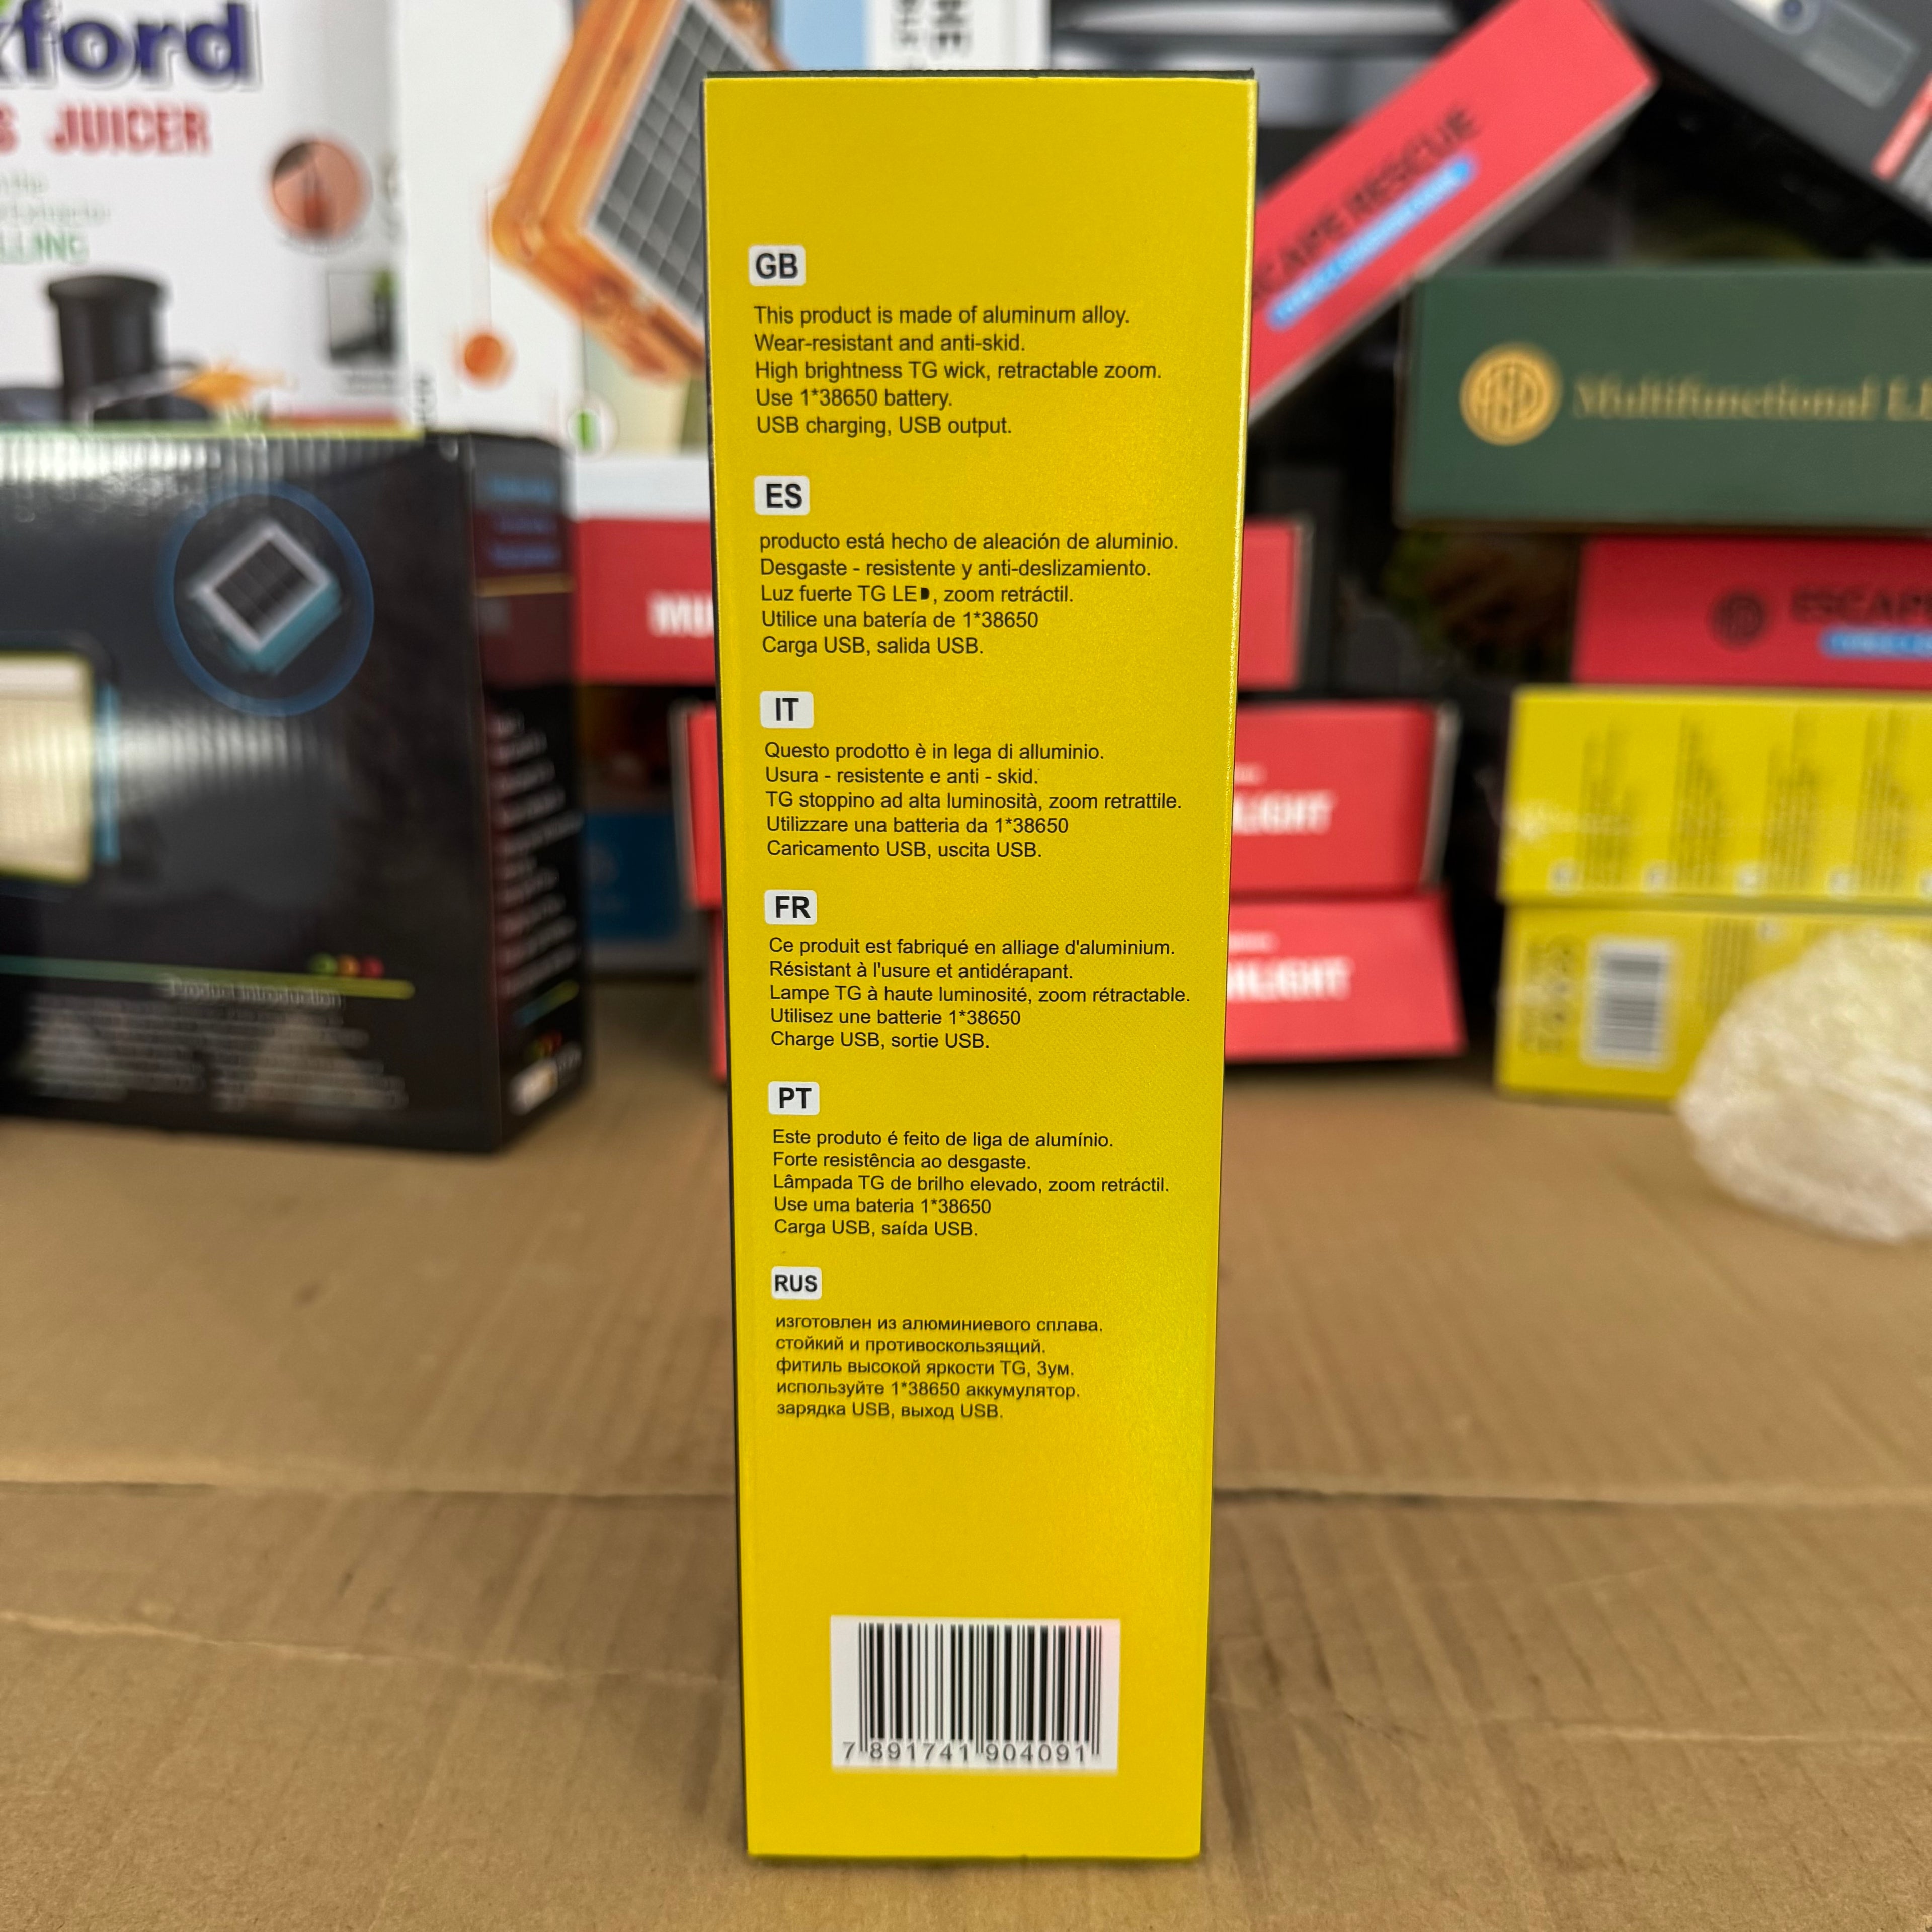 ford
JUICER
LLING
ESCAPE RESCUE
Multifunctional
Product introduction
LIGHT
HLIGHT
GB
This product is made of aluminum alloy.
Wear-resistant and anti-skid.
High brightness TG wick, retractable zoom.
Use 1*38650 battery.
USB charging, USB output.
ES
producto está hecho de aleación de aluminio.
Desgaste - resistente y anti-deslizamiento.
Luz fuerte TG LED, zoom retráctil.
Utilice una batería de 1*38650
Carga USB, salida USB.
IT
Questo prodotto è in lega di alluminio.
Usura - resistente e anti - skid.
TG stoppino ad alta luminosità, zoom retrattile.
Utilizzare una batteria da 1*38650
Caricamento USB, uscita USB.
FR
Ce produit est fabriqué en alliage d'aluminium.
Résistant à l'usure et antidérapant.
Lampe TG à haute luminosité, zoom rétractable.
Utilisez une batterie 1*38650
Charge USB, sortie USB.
PT
Este produto é feito de liga de alumínio.
Forte resistência ao desgaste.
Lâmpada TG de brilho elevado, zoom retráctil.
Use uma bateria 1*38650
Carga USB, saída USB.
RUS
изготовлен из алюминиевого сплава.
стойкий и противоскользящий.
фитиль высокой яркости TG, Зум.
используйте 1*38650 аккумулятор.
зарядка USB, выход USB.
7 891741 904091